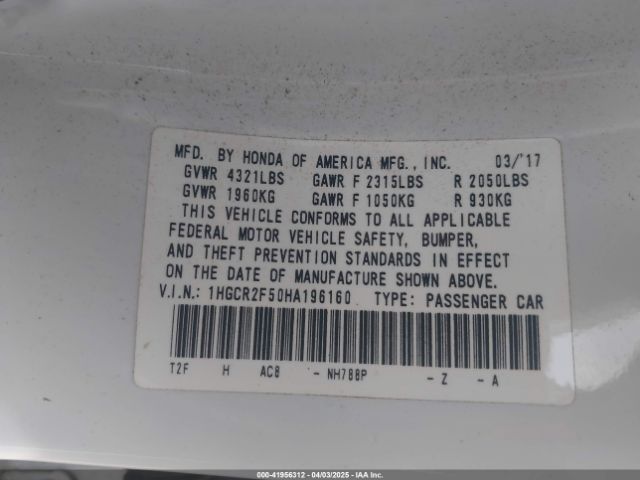 MFD. BY HONDA OF AMERICA MFG., INC. 03/'17
GVWR 4321LBS GAWR F 2315LBS R 2050LBS
GVWR 1960KG GAWR F 1050KG R 930KG
THIS VEHICLE CONFORMS TO ALL APPLICABLE
FEDERAL MOTOR VEHICLE SAFETY, BUMPER,
AND THEFT PREVENTION STANDARDS IN EFFECT
ON THE DATE OF MANUFACTURE SHOWN ABOVE.
V.I.N.: 1HGCR2F50HA196160 TYPE: PASSENGER CAR
T2F H AC8 - NH788P - Z - A
000-41956312 - 04/03/2025 - IAA Inc.